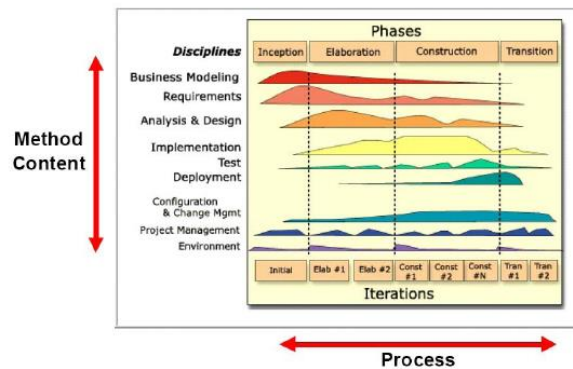 Phases
Disciplines
Inception Elaboration Construction Transition
Business Modeling
Requirements
Analysis & Design
Method
Content
Implementation
Test
Deployment
Configuration
& Change Mgmt
Project Management
Environment
Initial Elab #1 Elab #2 Const #1 Const #2 Const #N Tran #1 Tran #2
Iterations
Process